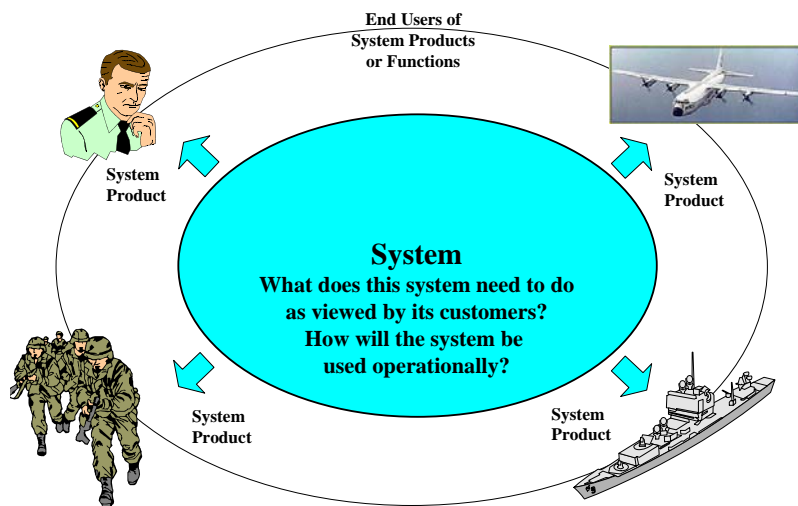 End Users of
System Products
or Functions
System
Product
System
Product
System
What does this system need to do
as viewed by its customers?
How will the system be
used operationally?
System
Product
System
Product